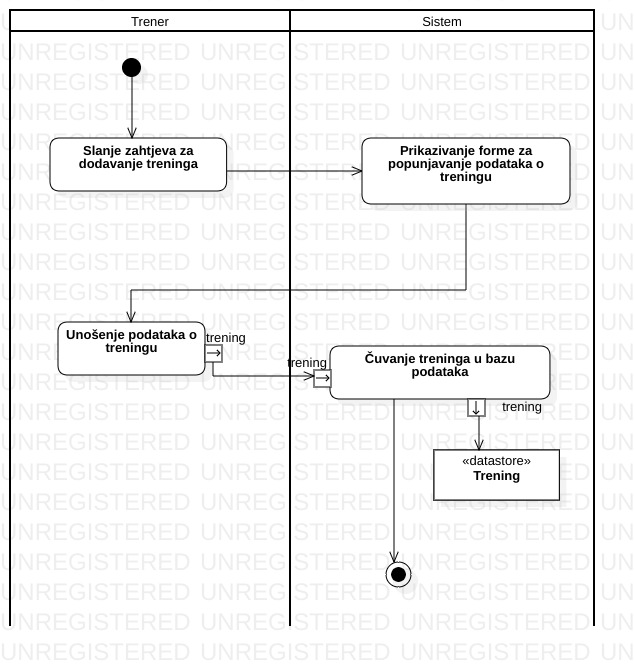 Trener
Sistem
Slanje zahtjeva za
dodavanje treninga
Prikazivanje forme za
popunjavanje podataka o
treningu
Unošenje podataka o
treningu
trening
trening
Čuvanje treninga u bazu
podataka
trening
«datastore»
Trening
UNREGISTERED UNREGISTERED UNREGISTERED UN